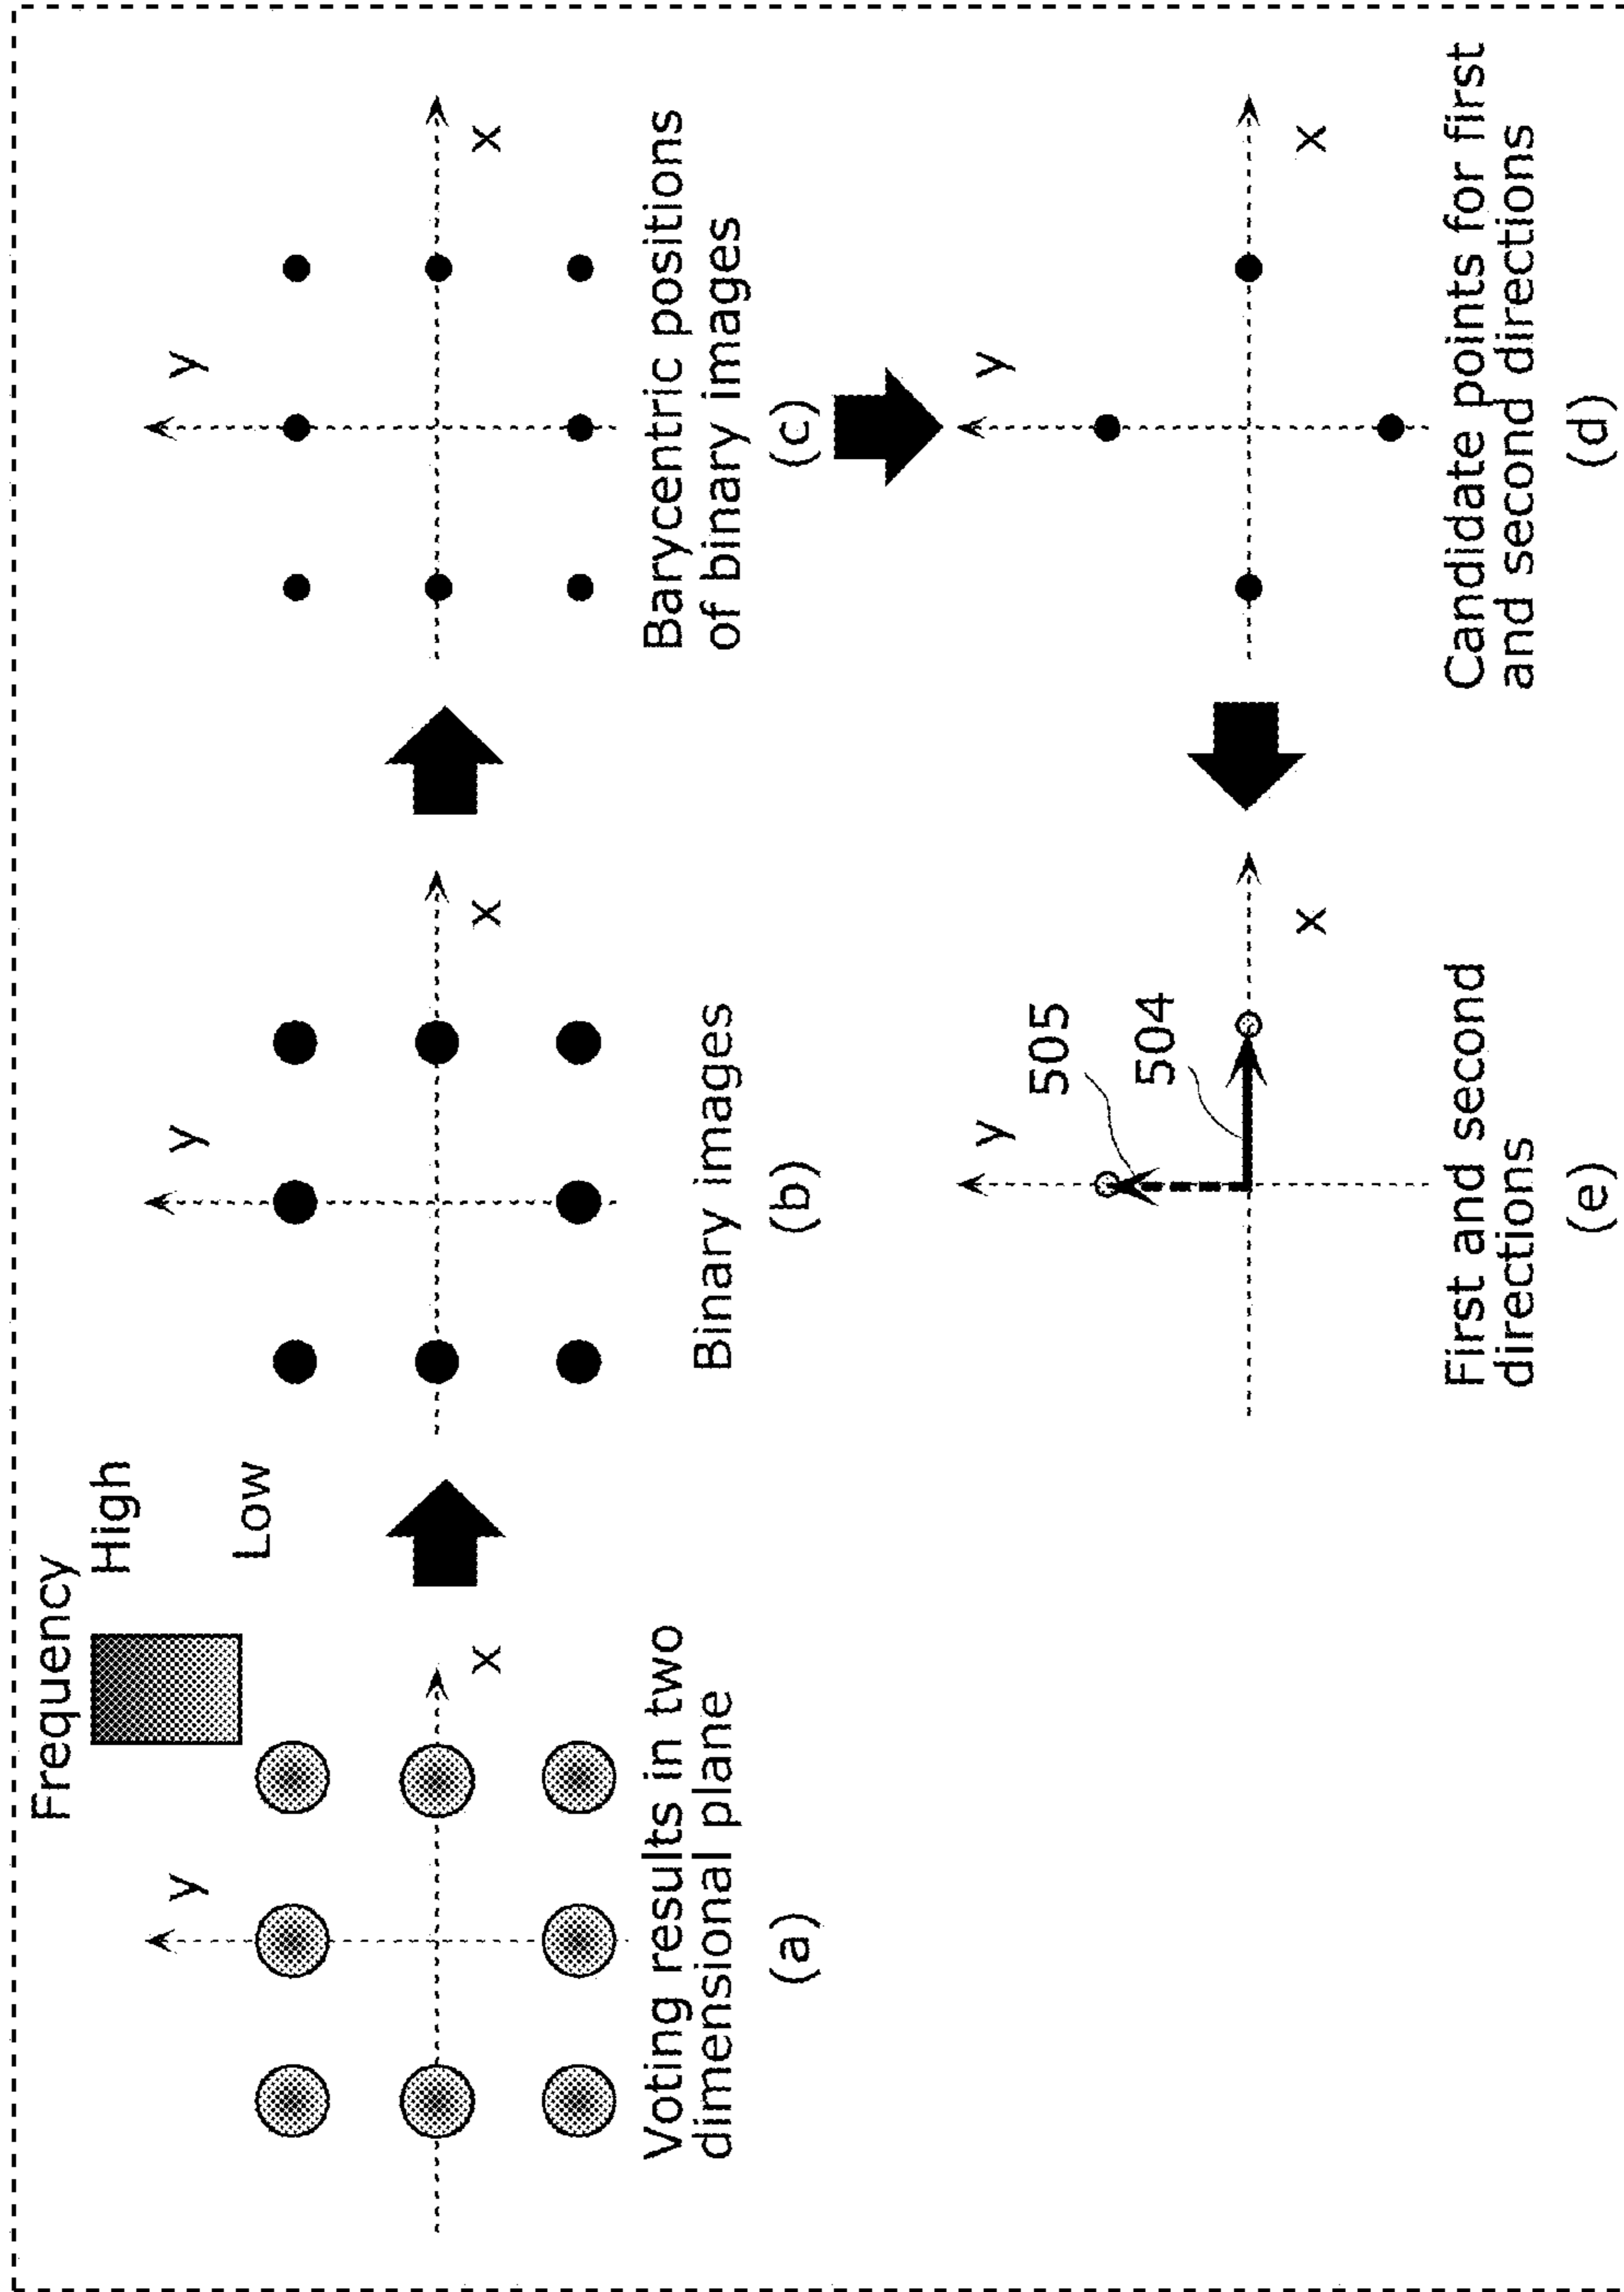 Frequency
High
Low
y
x
Voting results in two
dimensional plane
(a)
y
x
Binary images
(b)
y
x
Barycentric positions
of binary images
(c)
y
x
Candidate points for first
and second directions
(d)
y
505
504
x
First and second
directions
(e)